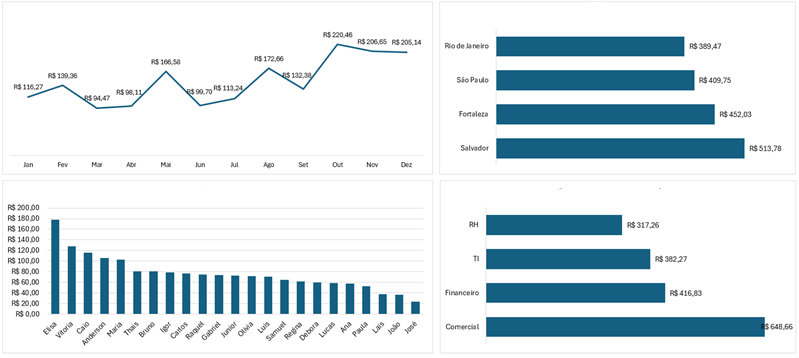 R$ 116,27
R$ 139,36
R$ 94,47
R$ 98,11
R$ 166,58
R$ 99,70
R$ 113,24
R$ 172,66
R$ 132,38
R$ 220,46
R$ 206,65
R$ 205,14
Jan Fev Mar Abr Mai Jun Jul Ago Set Out Nov Dez
Rio de Janeiro R$ 389,47
São Paulo R$ 409,75
Fortaleza R$ 452,03
Salvador R$ 513,78
R$ 200,00
R$ 180,00
R$ 160,00
R$ 140,00
R$ 120,00
R$ 100,00
R$ 80,00
R$ 60,00
R$ 40,00
R$ 20,00
R$ 0,00
Elisa Vitoria Caio Anderson Maria Thais Bruno Igor Carlos Raquel Gabriel Junior Olivia Luis Samuel Regina Debora Lucas Ana Paula Lais João José
RH R$ 317,26
TI R$ 382,27
Financeiro R$ 416,83
Comercial R$ 648,66